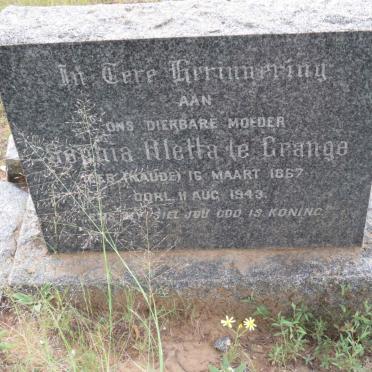 In Tere Herinnering
AAN
ONS DIERBARE MOEDER
Sophia Aletta le Grange
GEB (NAUDE) 16 MAART 1857
OORL. 11 AUG. 1943.
MY SIEL JOU GOD IS KONING